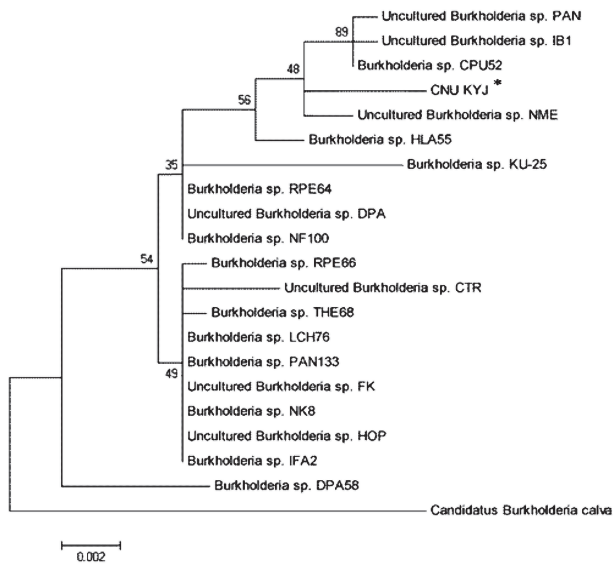 Uncultured Burkholderia sp. PAN
89
Uncultured Burkholderia sp. IB1
48
Burkholderia sp. CPU52
CNU KYJ *
56
Uncultured Burkholderia sp. NME
Burkholderia sp. HLA55
35
Burkholderia sp. KU-25
Burkholderia sp. RPE64
Uncultured Burkholderia sp. DPA
Burkholderia sp. NF100
54
Burkholderia sp. RPE66
Uncultured Burkholderia sp. CTR
Burkholderia sp. THE68
Burkholderia sp. LCH76
Burkholderia sp. PAN133
49
Uncultured Burkholderia sp. FK
Burkholderia sp. NK8
Uncultured Burkholderia sp. HOP
Burkholderia sp. IFA2
Burkholderia sp. DPA58
Candidatus Burkholderia calva
0.002